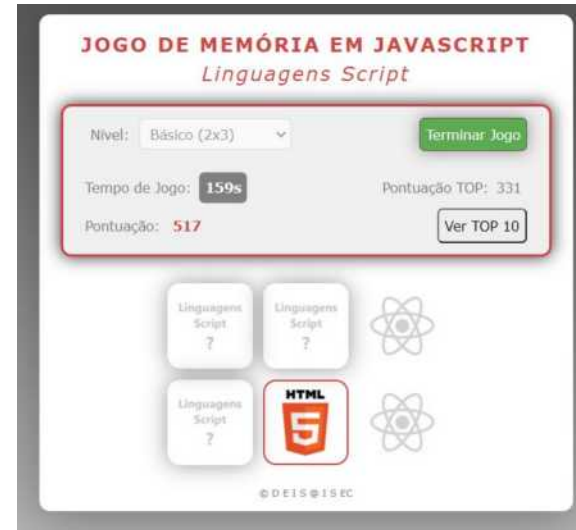 JOGO DE MEMÓRIA EM JAVASCRIPT
Linguagens Script
Nível: Básico (2x3)
Terminar Jogo
Tempo de Jogo: 159s
Pontuação TOP: 331
Pontuação: 517
Ver TOP 10
Linguagens
Script
?
Linguagens
Script
?
Linguagens
Script
?
HTML
5
©DEIS@ISEC